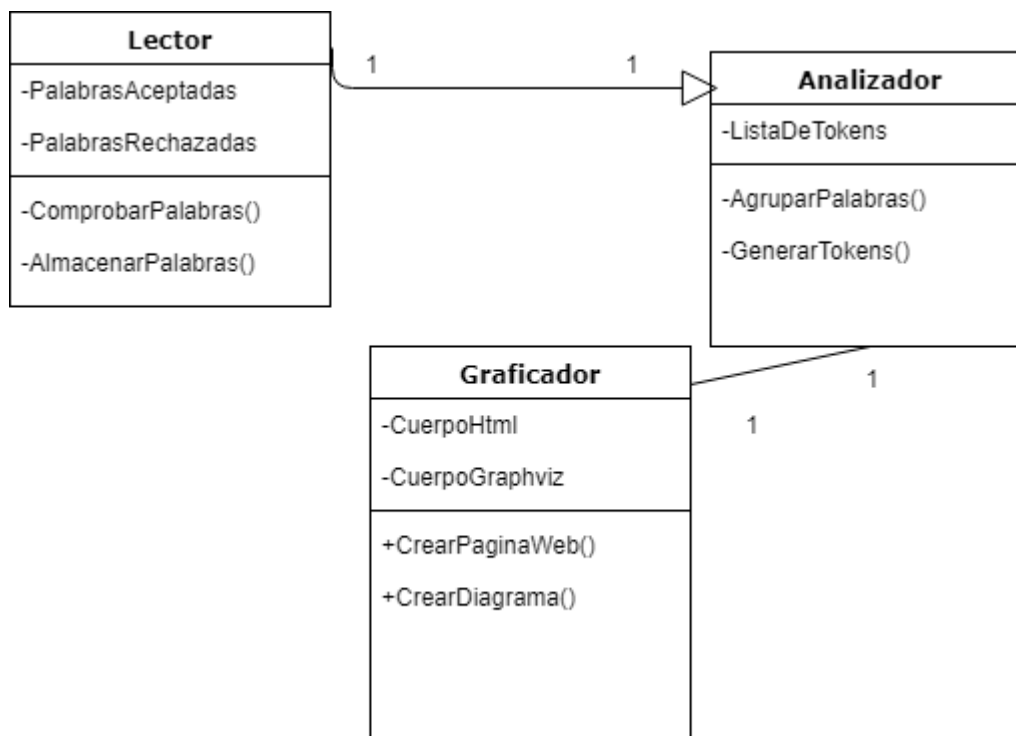 Lector
-PalabrasAceptadas
-PalabrasRechazadas
-ComprobarPalabras()
-AlmacenarPalabras()
1
1
Analizador
-ListaDeTokens
-AgruparPalabras()
-GenerarTokens()
1
1
Graficador
-CuerpoHtml
-CuerpoGraphviz
+CrearPaginaWeb()
+CrearDiagrama()